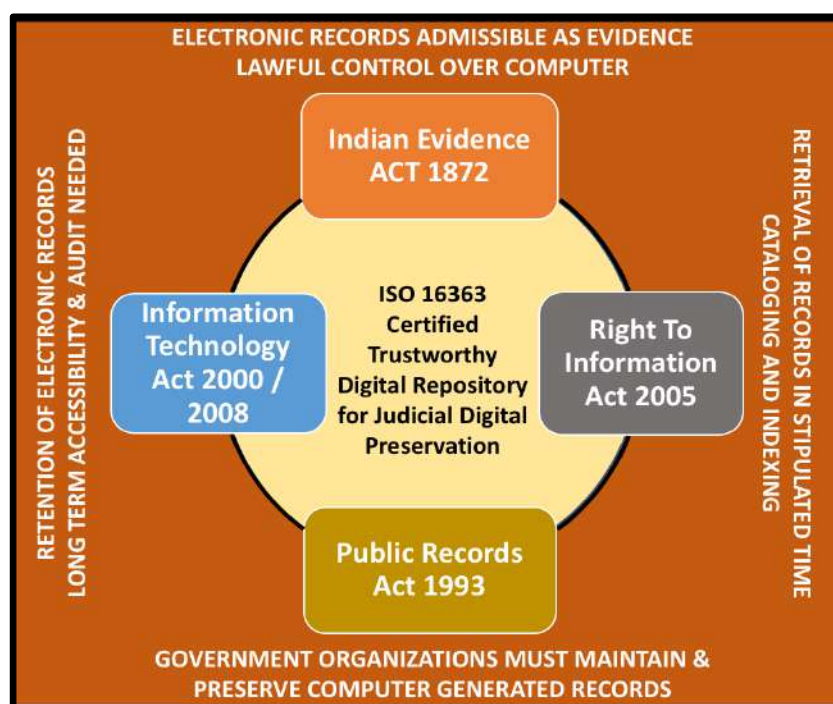 ELECTRONIC RECORDS ADMISSIBLE AS EVIDENCE
LAWFUL CONTROL OVER COMPUTER
Indian Evidence
ACT 1872
RETENTION OF ELECTRONIC RECORDS
LONG TERM ACCESSIBILITY & AUDIT NEEDED
Information
Technology
Act 2000 /
2008
ISO 16363
Certified
Trustworthy
Digital Repository
for Judicial Digital
Preservation
Right To
Information
Act 2005
RETRIEVAL OF RECORDS IN STIPULATED TIME
CATALOGING AND INDEXING
Public Records
Act 1993
GOVERNMENT ORGANIZATIONS MUST MAINTAIN &
PRESERVE COMPUTER GENERATED RECORDS